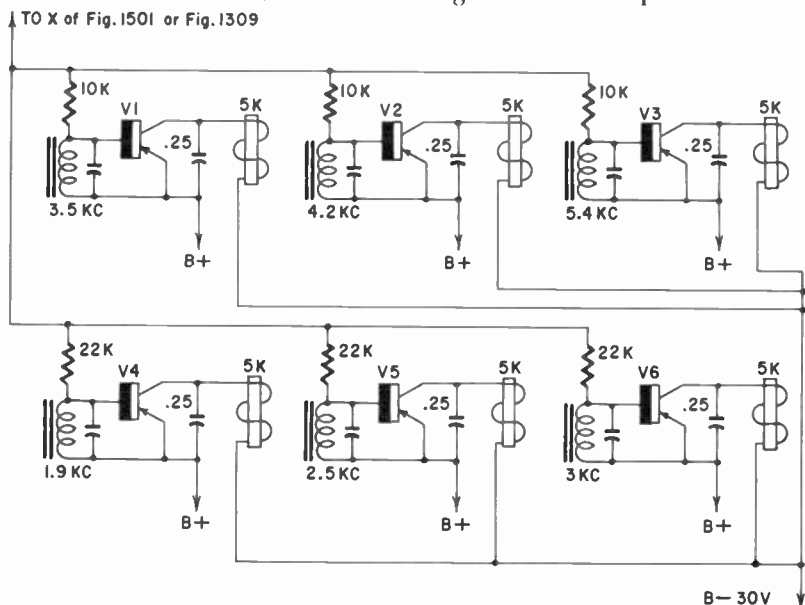 TO X of Fig. 1501 or Fig. 1309
10K V1 .25 5K
10K V2 .25 5K
10K V3 .25 5K
3.5 KC
4.2 KC
5.4 KC
B+
B+
B+
22K V4 .25 5K
22K V5 .25 5K
22K V6 .25 5K
1.9 KC
2.5 KC
3 KC
B+
B+
B+
B– 30V